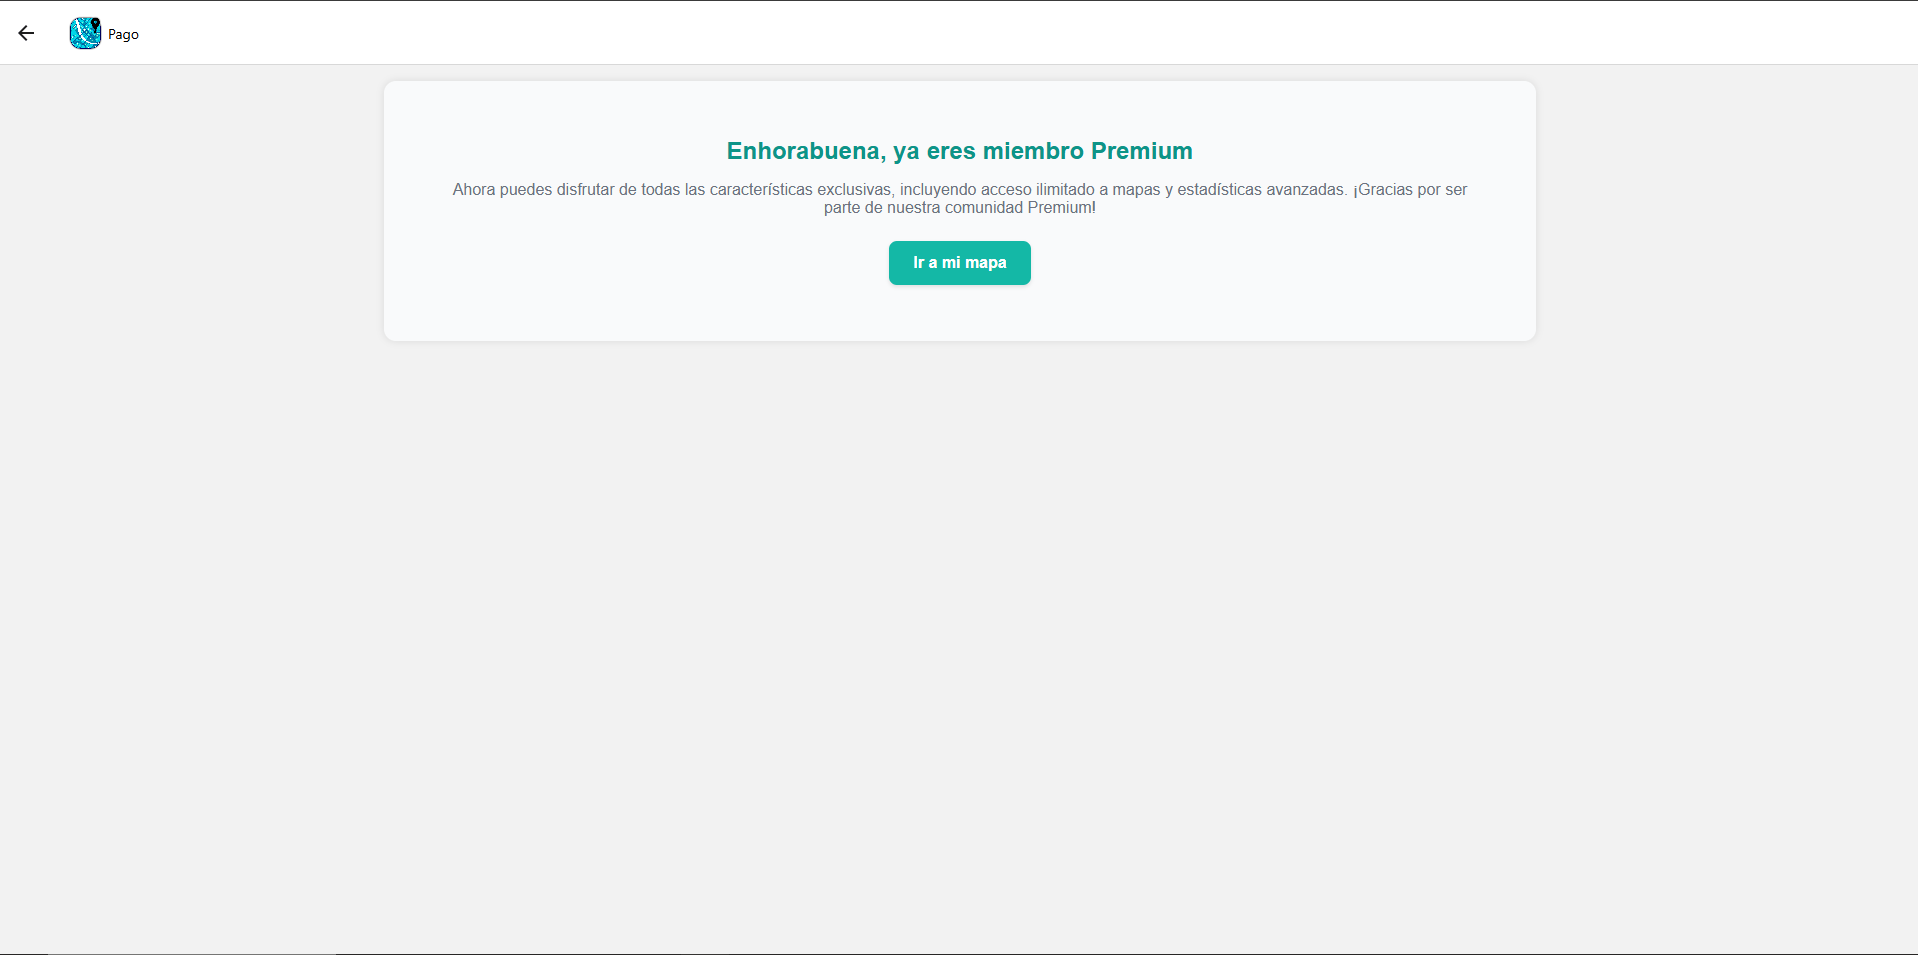 Pago
Enhorabuena, ya eres miembro Premium
Ahora puedes disfrutar de todas las características exclusivas, incluyendo acceso ilimitado a mapas y estadísticas avanzadas. ¡Gracias por ser
parte de nuestra comunidad Premium!
Ir a mi mapa